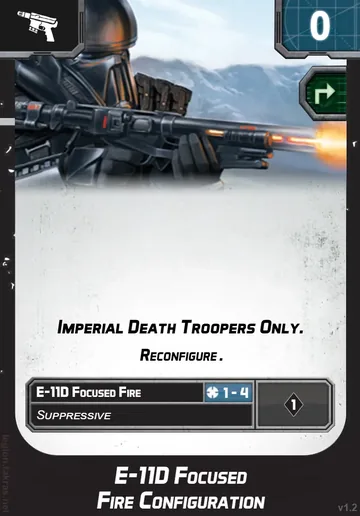 0
IMPERIAL DEATH TROOPERS ONLY.
RECONFIGURE.
E-11D FOCUSED FIRE 1 - 4
SUPPRESSIVE
1
E-11D FOCUSED
FIRE CONFIGURATION
v1.2